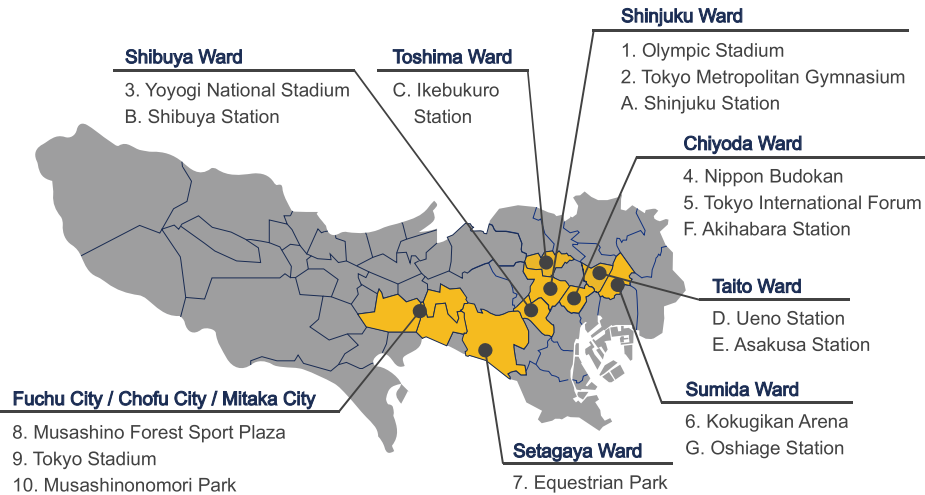 Shinjuku Ward
1. Olympic Stadium
2. Tokyo Metropolitan Gymnasium
A. Shinjuku Station
Shibuya Ward
3. Yoyogi National Stadium
B. Shibuya Station
Toshima Ward
C. Ikebukuro
Station
Chiyoda Ward
4. Nippon Budokan
5. Tokyo International Forum
F. Akihabara Station
Taito Ward
D. Ueno Station
E. Asakusa Station
Sumida Ward
6. Kokugikan Arena
G. Oshiage Station
Fuchu City / Chofu City / Mitaka City
8. Musashino Forest Sport Plaza
9. Tokyo Stadium
10. Musashinonomori Park
Setagaya Ward
7. Equestrian Park